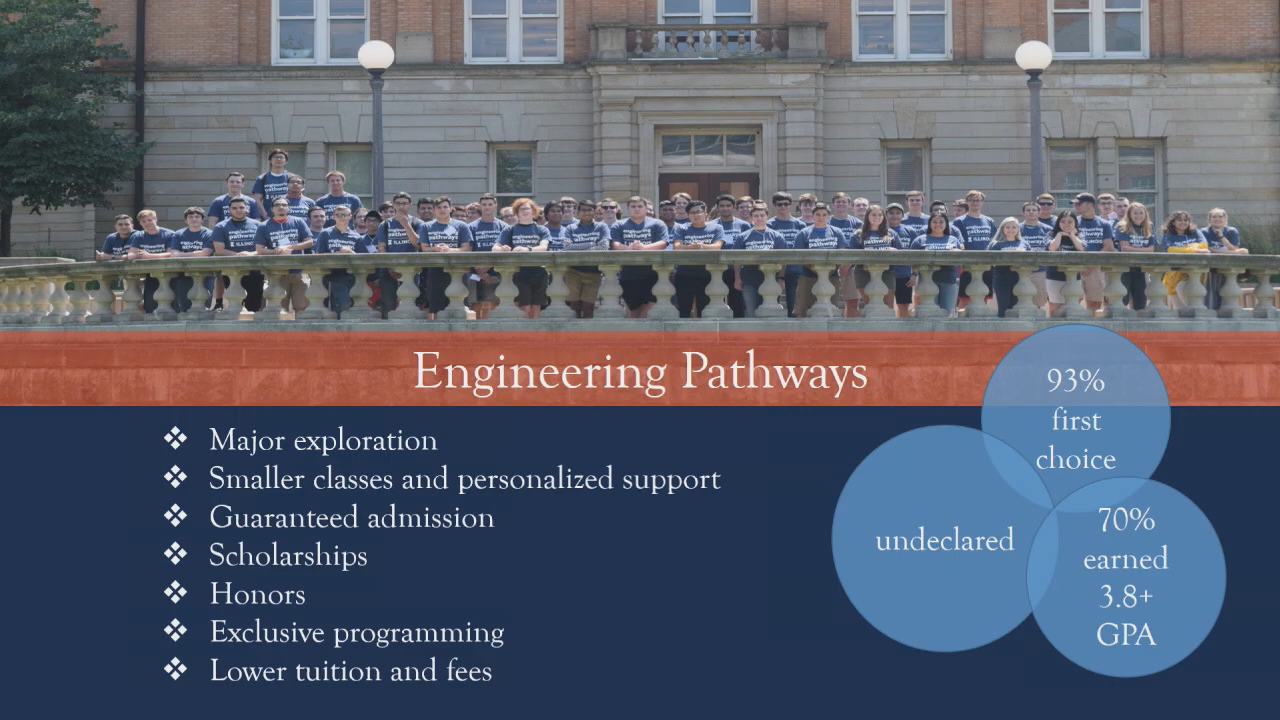 Engineering Pathways
❖ Major exploration
❖ Smaller classes and personalized support
❖ Guaranteed admission
❖ Scholarships
❖ Honors
❖ Exclusive programming
❖ Lower tuition and fees
93%
first
choice
undeclared
70%
earned
3.8+
GPA